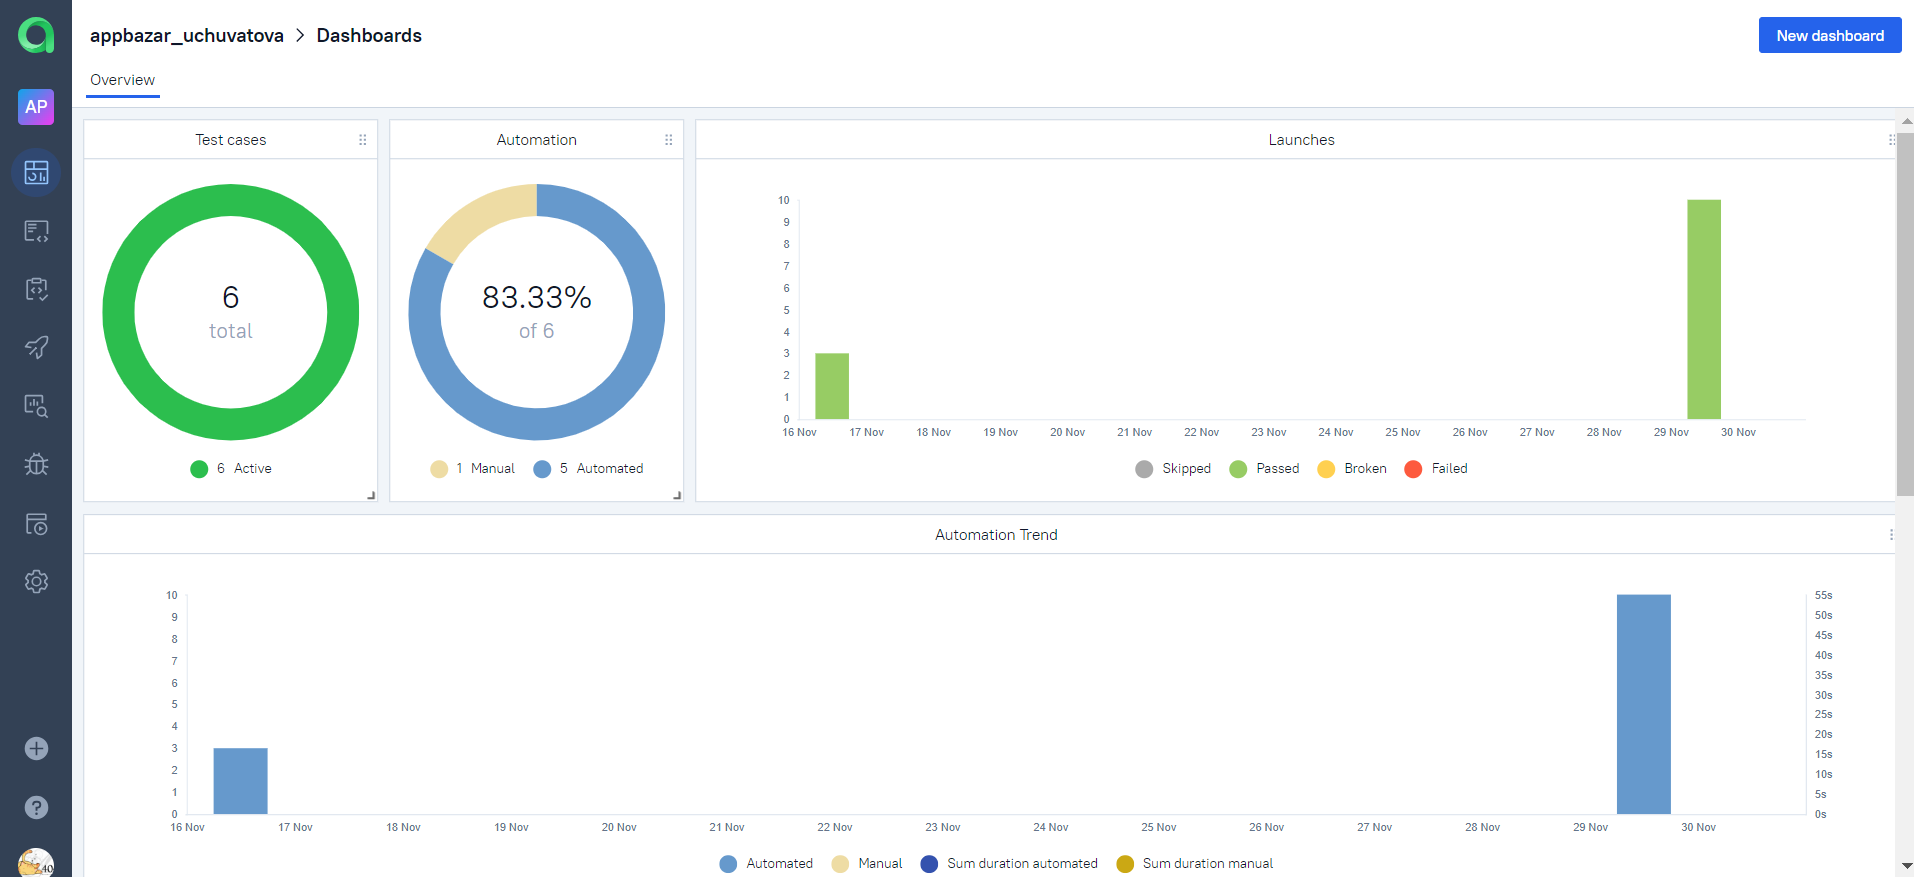 appbazar_uchuvatova > Dashboards
New dashboard
Overview
AP
Test cases
6
total
6 Active
Automation
83.33%
of 6
1 Manual
5 Automated
Launches
10
9
8
7
6
5
4
3
2
1
0
16 Nov 17 Nov 18 Nov 19 Nov 20 Nov 21 Nov 22 Nov 23 Nov 24 Nov 25 Nov 26 Nov 27 Nov 28 Nov 29 Nov 30 Nov
Skipped Passed Broken Failed
Automation Trend
10
9
8
7
6
5
4
3
2
1
0
55s
50s
45s
40s
35s
30s
25s
20s
15s
10s
5s
0s
16 Nov 17 Nov 18 Nov 19 Nov 20 Nov 21 Nov 22 Nov 23 Nov 24 Nov 25 Nov 26 Nov 27 Nov 28 Nov 29 Nov 30 Nov
Automated Manual Sum duration automated Sum duration manual
?
40